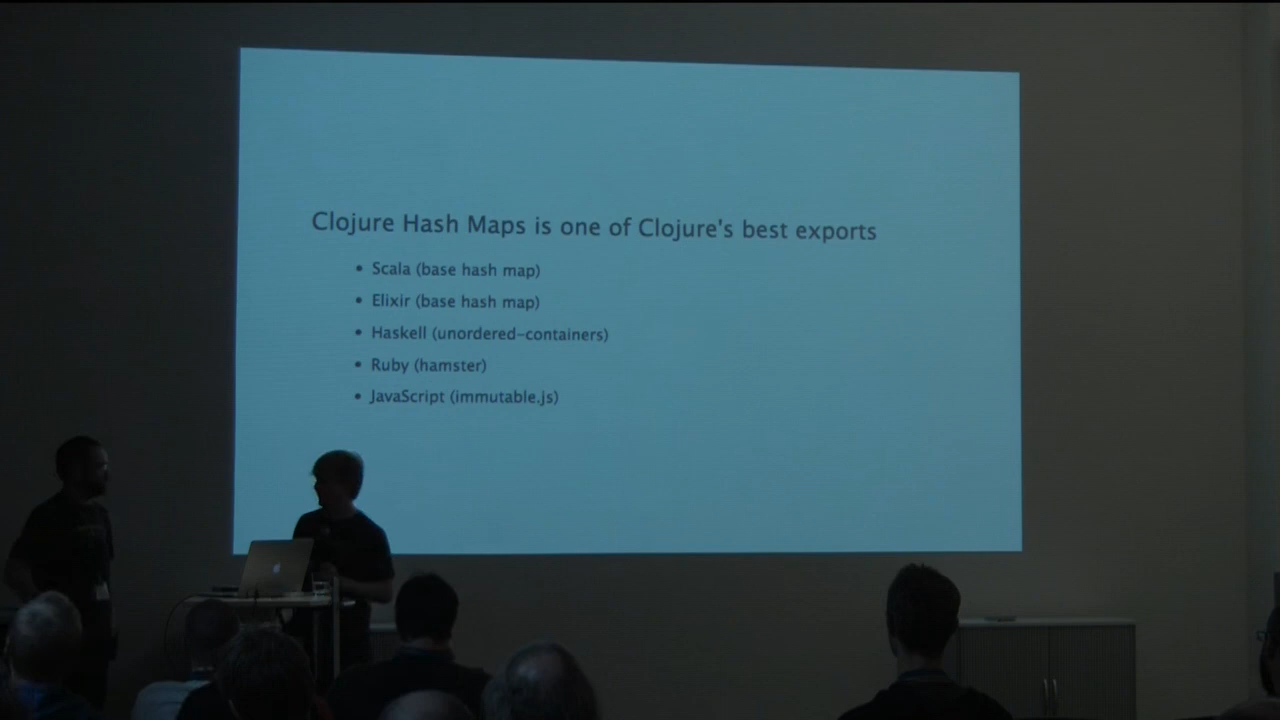 Clojure Hash Maps is one of Clojure's best exports
• Scala (base hash map)
• Elixir (base hash map)
• Haskell (unordered-containers)
• Ruby (hamster)
• JavaScript (immutable.js)